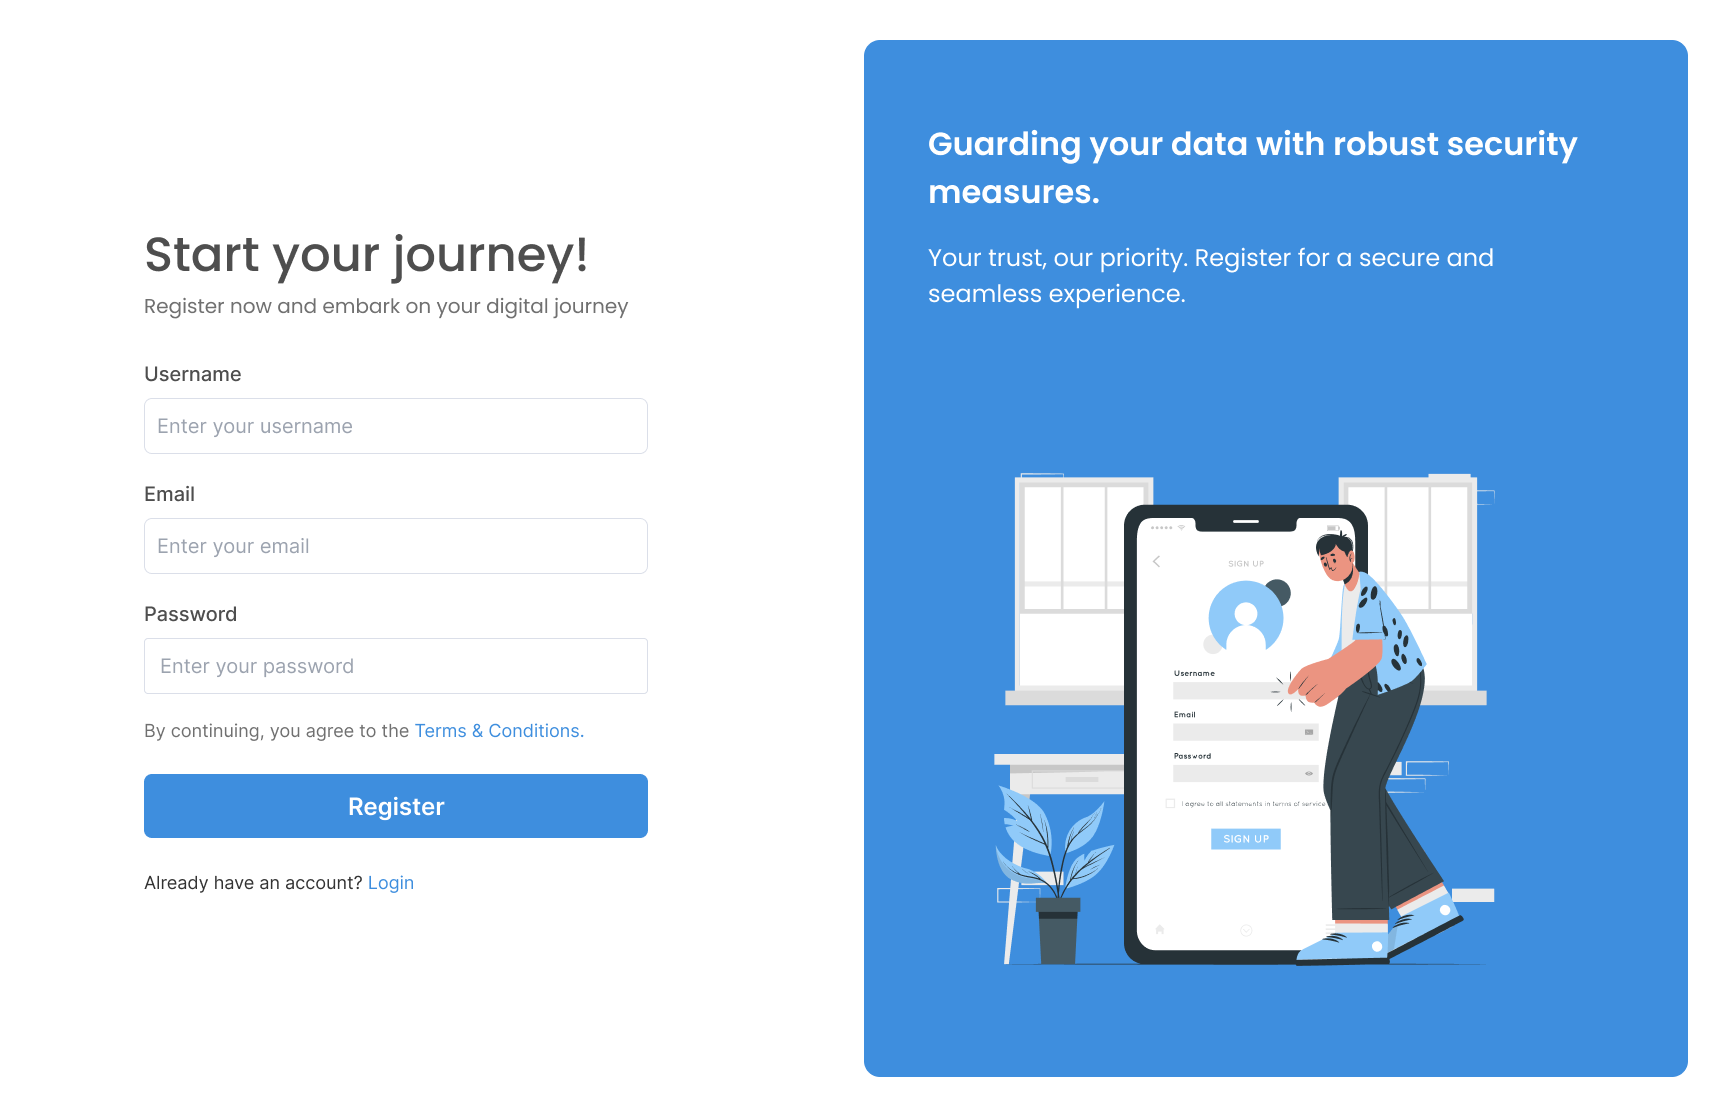 Start your journey!
Register now and embark on your digital journey
Username
Enter your username
Email
Enter your email
Password
Enter your password
By continuing, you agree to the Terms & Conditions.
Register
Already have an account? Login
Guarding your data with robust security
measures.
Your trust, our priority. Register for a secure and
seamless experience.
SIGN UP
Username
Email
Password
I agree to all statements in terms of service
SIGN UP